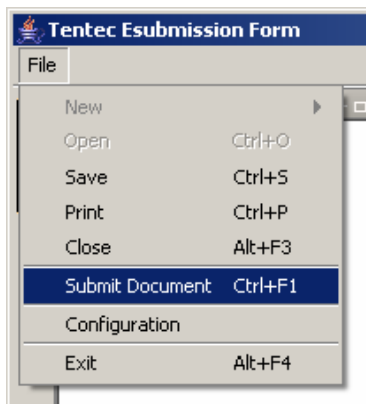 Tentec Esubmission Form
File
New
Open Ctrl+O
Save Ctrl+S
Print Ctrl+P
Close Alt+F3
Submit Document Ctrl+F1
Configuration
Exit Alt+F4